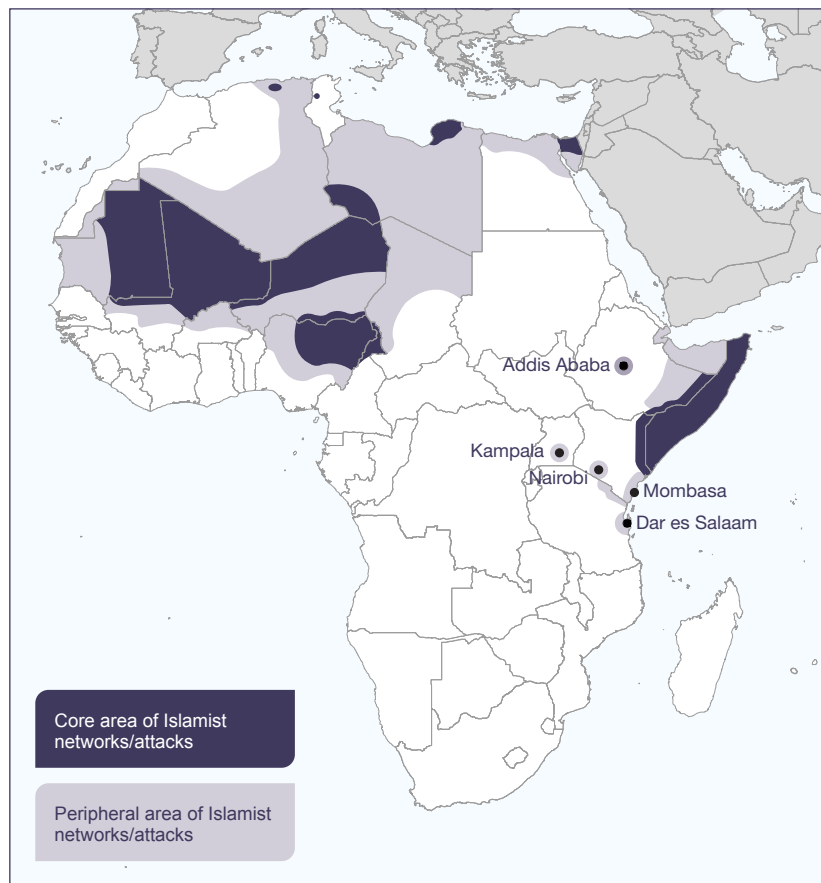 Addis Ababa
Kampala
Nairobi
Mombasa
Dar es Salaam
Core area of Islamist
networks/attacks
Peripheral area of Islamist
networks/attacks